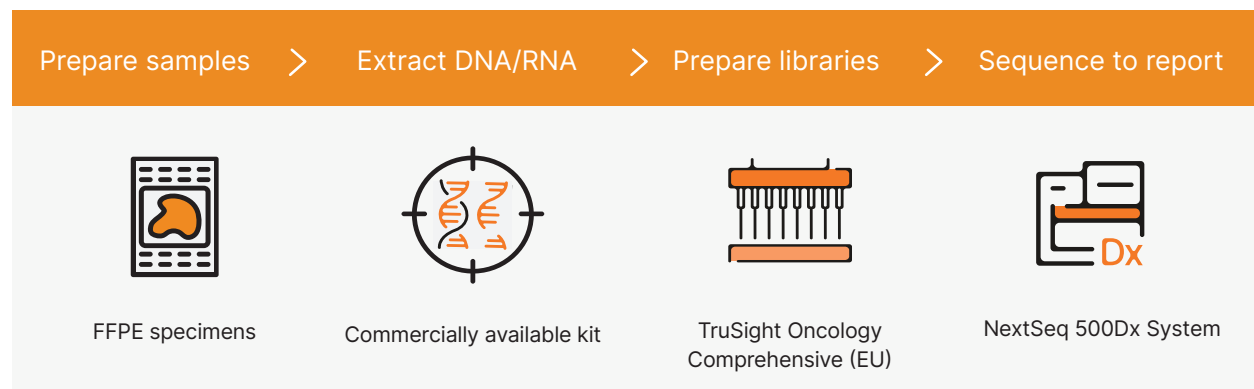 Prepare samples
Extract DNA/RNA
Prepare libraries
Sequence to report
Dx
FFPE specimens
Commercially available kit
TruSight Oncology
Comprehensive (EU)
NextSeq 500Dx System